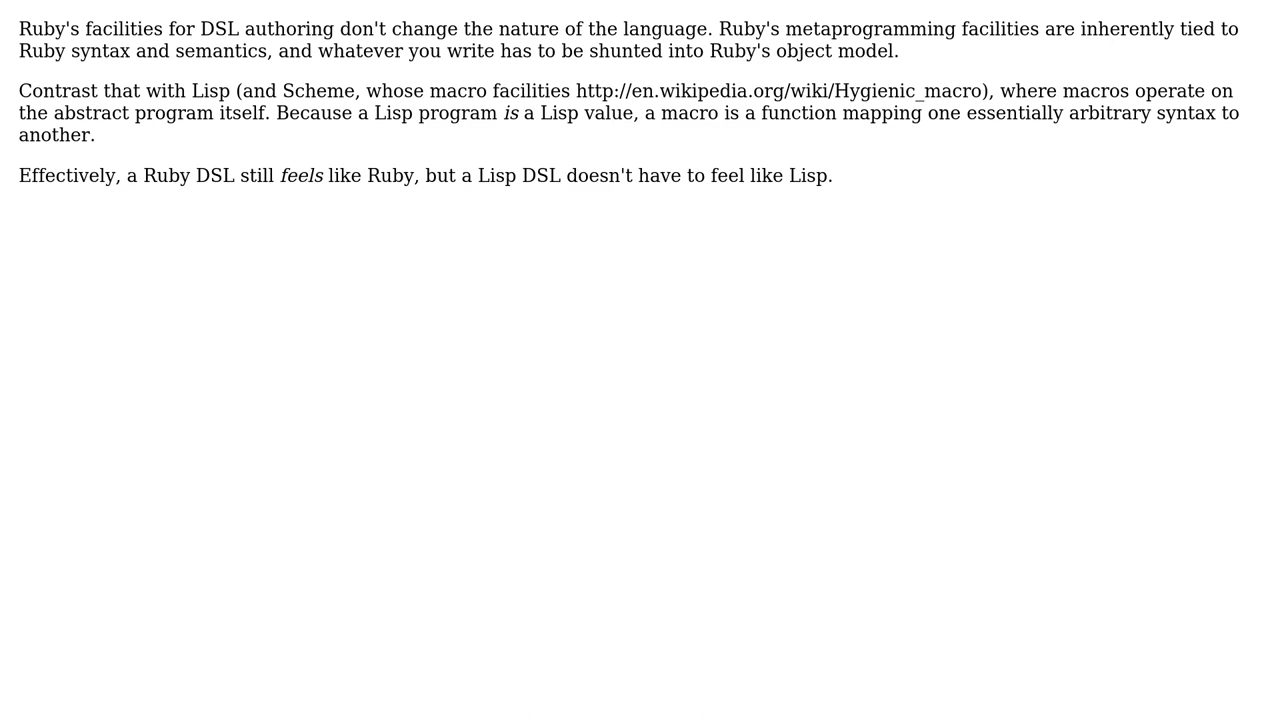 Ruby's facilities for DSL authoring don't change the nature of the language. Ruby's metaprogramming facilities are inherently tied to
Ruby syntax and semantics, and whatever you write has to be shunted into Ruby's object model.
Contrast that with Lisp (and Scheme, whose macro facilities http://en.wikipedia.org/wiki/Hygienic_macro), where macros operate on
the abstract program itself. Because a Lisp program is a Lisp value, a macro is a function mapping one essentially arbitrary syntax to
another.
Effectively, a Ruby DSL still feels like Ruby, but a Lisp DSL doesn't have to feel like Lisp.